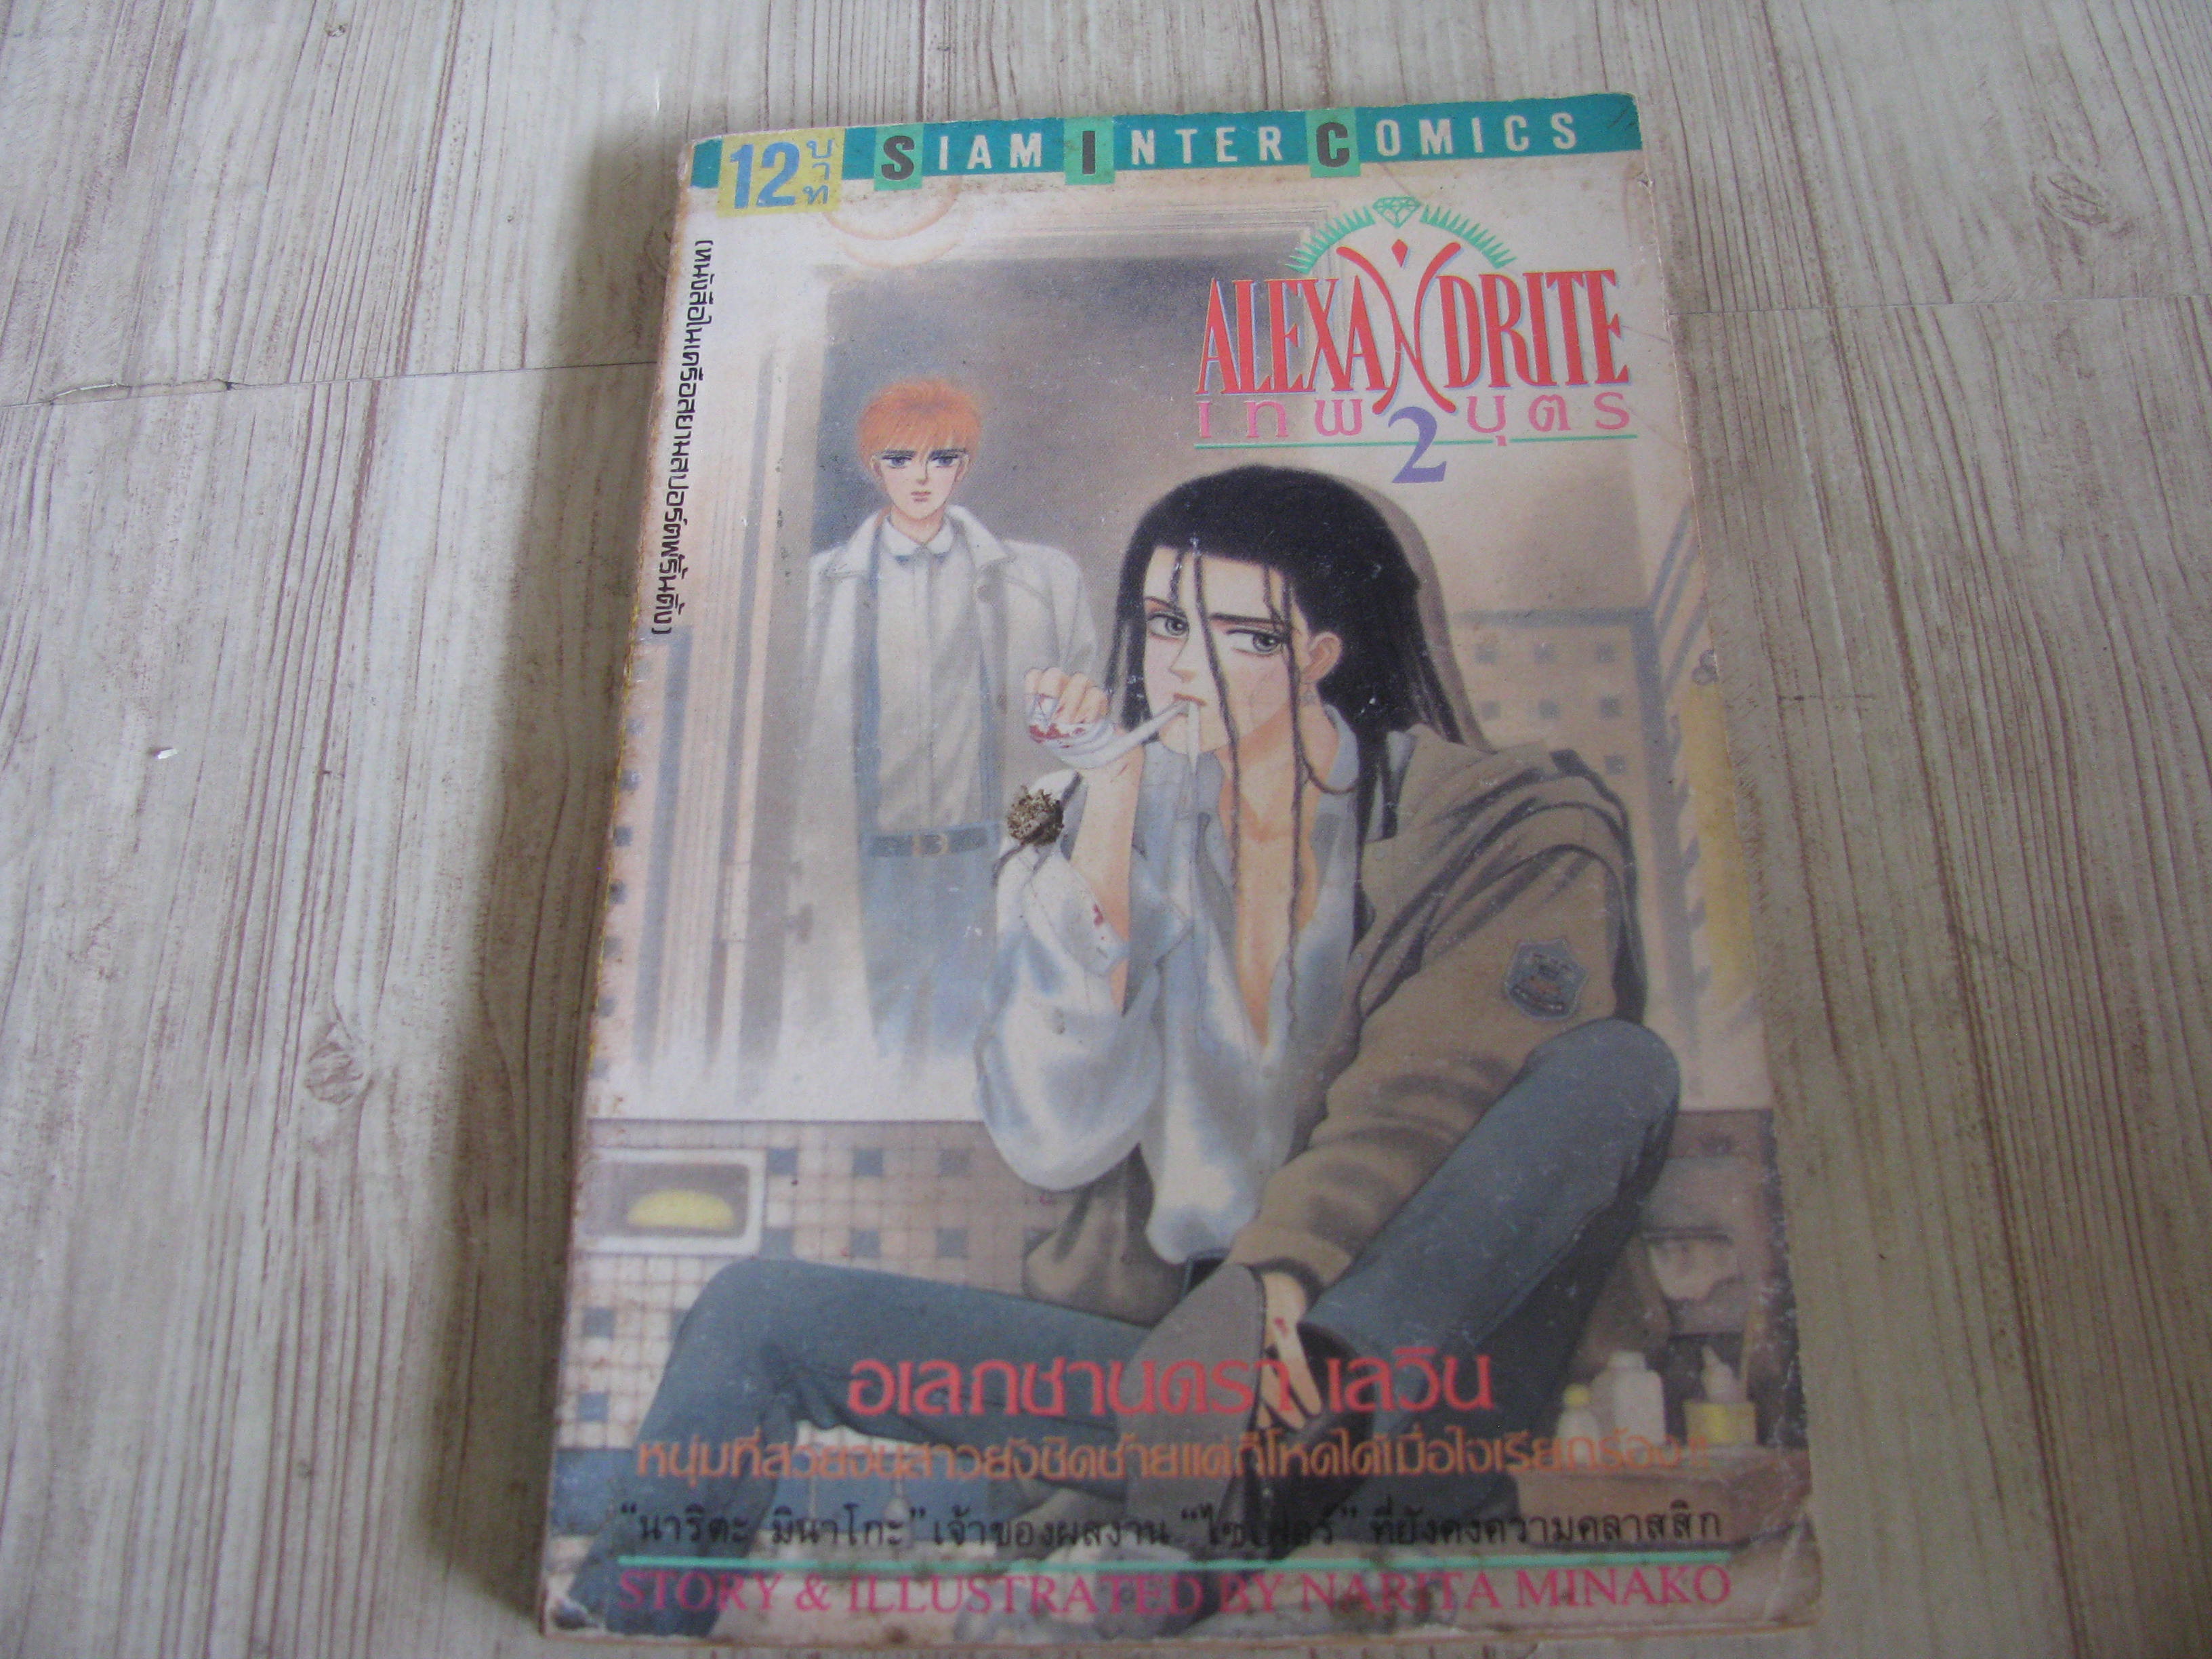 12 บาท
SIAM INTER COMICS
(หนังสือในเครือสยามสปอร์ตพริ้นติ้ง)
ALEXANDRITE
เทพบุตร
2
อเลกซานดรา เลวิน
หนุ่มที่สวยจนสาวยังชิดซ้ายแต่ก็โหดได้เมื่อใจเรียกร้อง!!
"นาริตะ มินาโกะ" เจ้าของผลงาน "ไซเฟอร์" ที่ยังคงความคลาสสิก
STORY & ILLUSTRATED BY NARITA MINAKO